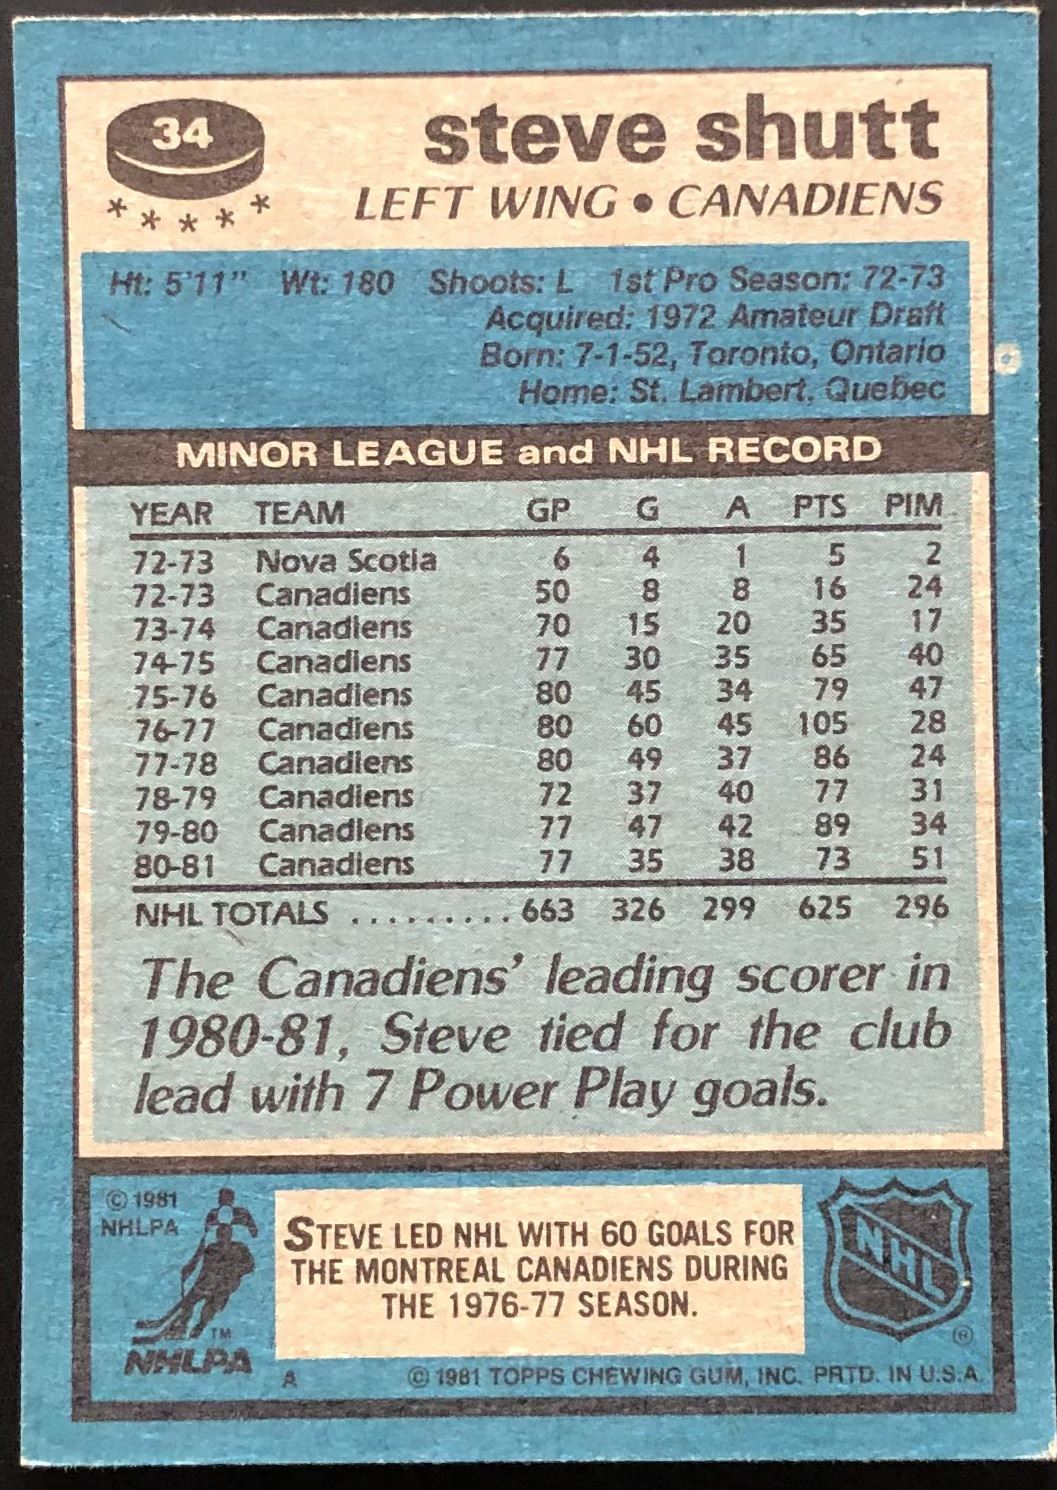 34
steve shutt
* * * * *
LEFT WING • CANADIENS
Ht: 5'11" Wt: 180 Shoots: L 1st Pro Season: 72-73
Acquired: 1972 Amateur Draft
Born: 7-1-52, Toronto, Ontario
Home: St. Lambert, Quebec
MINOR LEAGUE and NHL RECORD
YEAR TEAM GP G A PTS PIM
72-73 Nova Scotia 6 4 1 5 2
72-73 Canadiens 50 8 8 16 24
73-74 Canadiens 70 15 20 35 17
74-75 Canadiens 77 30 35 65 40
75-76 Canadiens 80 45 34 79 47
76-77 Canadiens 80 60 45 105 28
77-78 Canadiens 80 49 37 86 24
78-79 Canadiens 72 37 40 77 31
79-80 Canadiens 77 47 42 89 34
80-81 Canadiens 77 35 38 73 51
NHL TOTALS ......... 663 326 299 625 296
The Canadiens' leading scorer in
1980-81, Steve tied for the club
lead with 7 Power Play goals.
© 1981
NHLPA
TM
NHLPA
STEVE LED NHL WITH 60 GOALS FOR
THE MONTREAL CANADIENS DURING
THE 1976-77 SEASON.
NHL
®
A © 1981 TOPPS CHEWING GUM, INC. PRTD. IN U.S.A.